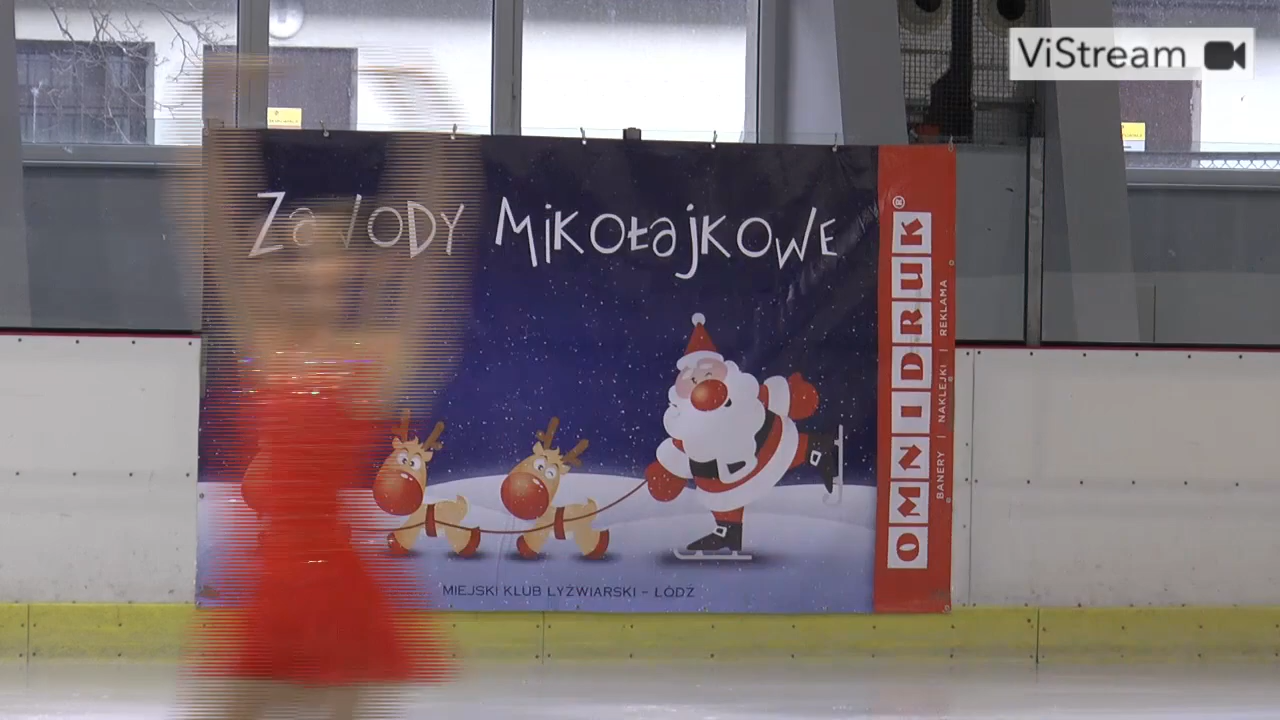 ViStream
ZAWODY MIKOŁAJKOWE
OMNIDRUK®
BANERY | NAKLEJKI | REKLAMA
MIEJSKI KLUB ŁYŻWIARSKI - ŁÓDŹ